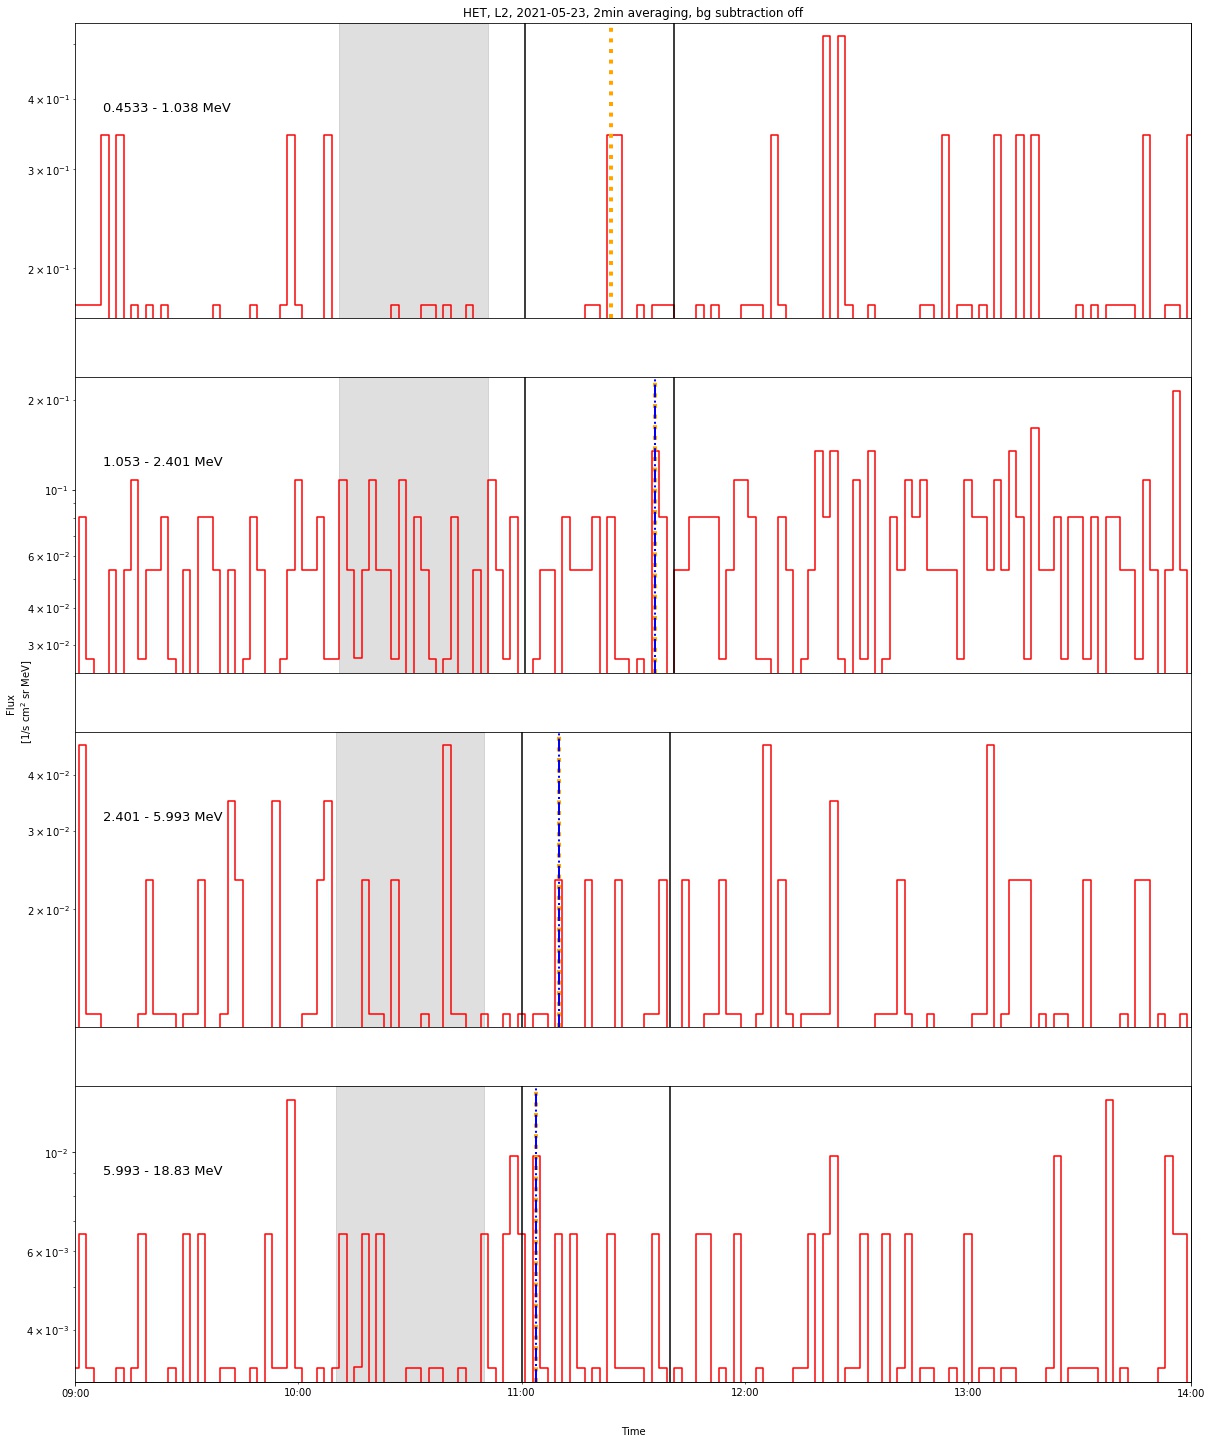 HET, L2, 2021-05-23, 2min averaging, bg subtraction off
4 × 10⁻¹
0.4533 - 1.038 MeV
3 × 10⁻¹
2 × 10⁻¹
2 × 10⁻¹
1.053 - 2.401 MeV
10⁻¹
6 × 10⁻²
4 × 10⁻²
3 × 10⁻²
Flux
[1/s cm² sr MeV]
4 × 10⁻²
2.401 - 5.993 MeV
3 × 10⁻²
2 × 10⁻²
10⁻²
5.993 - 18.83 MeV
6 × 10⁻³
4 × 10⁻³
09:00 10:00 11:00 12:00 13:00 14:00
Time